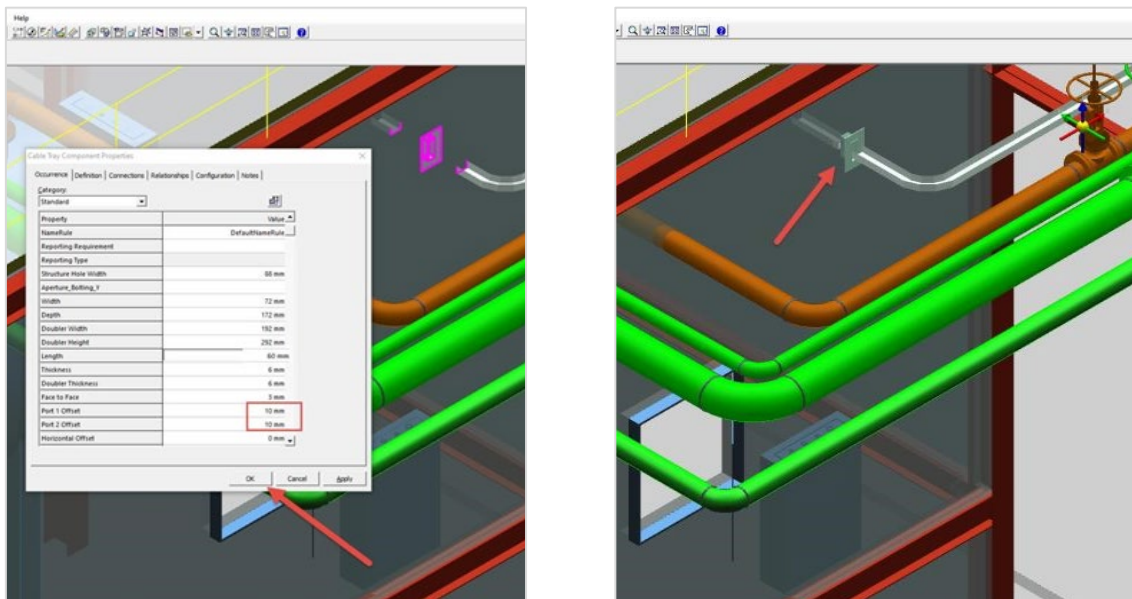 Help
Cable Tray Component Properties
Occurrence Definition Connections Relationships Configuration Notes
Category:
Standard
Property Value
NameRule DefaultNameRule
Reporting Requirement
Reporting Type
Structure Hole Width 88 mm
Aperture_Bolting_Y
Width 72 mm
Depth 172 mm
Doubler Width 192 mm
Doubler Height 292 mm
Length 60 mm
Thickness 6 mm
Doubler Thickness 6 mm
Face to Face 3 mm
Port 1 Offset 10 mm
Port 2 Offset 10 mm
Horizontal Offset 0 mm
OK Cancel Apply